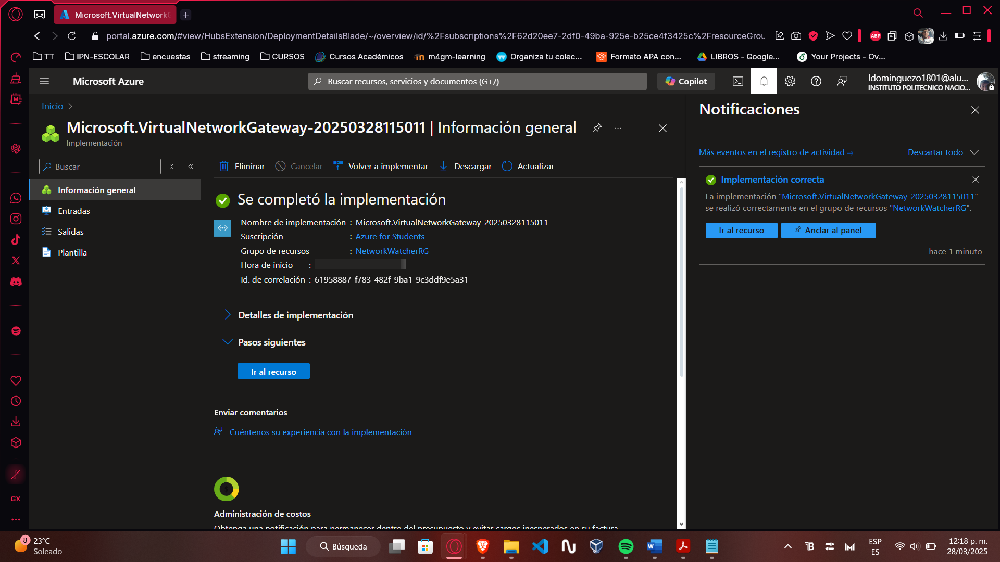 Microsoft.VirtualNetworkG
portal.azure.com/#view/HubsExtension/DeploymentDetailsBlade/~/overview/id/%2Fsubscriptions%2F62d20ee7-2df0-49ba-925e-b25ce4f3425c%2FresourceGrou
ABP
TT
IPN-ESCOLAR
encuestas
streaming
CURSOS
Cursos Académicos
m4gm-learning
Organiza tu colec...
Formato APA con...
LIBROS - Google...
Your Projects - Ov...
Microsoft Azure
Buscar recursos, servicios y documentos (G+/)
Copilot
ldominguezo1801@alu...
INSTITUTO POLITECNICO NACIO...
Inicio
Microsoft.VirtualNetworkGateway-20250328115011 | Información general
Implementación
Buscar
Información general
Entradas
Salidas
Plantilla
Eliminar
Cancelar
Volver a implementar
Descargar
Actualizar
Se completó la implementación
Nombre de implementación : Microsoft.VirtualNetworkGateway-20250328115011
Suscripción : Azure for Students
Grupo de recursos : NetworkWatcherRG
Hora de inicio :
Id. de correlación : 61958887-f783-482f-9ba1-9c3ddf9e5a31
Detalles de implementación
Pasos siguientes
Ir al recurso
Enviar comentarios
Cuéntenos su experiencia con la implementación
Administración de costos
Obtenga una notificación para permanecer dentro del presupuesto y evitar cargos inesperados en su factura
Notificaciones
Más eventos en el registro de actividad →
Descartar todo
Implementación correcta
La implementación "Microsoft.VirtualNetworkGateway-20250328115011"
se realizó correctamente en el grupo de recursos "NetworkWatcherRG".
Ir al recurso
Anclar al panel
hace 1 minuto
GX
8
23°C
Soleado
Búsqueda
ESP
ES
12:18 p. m.
28/03/2025